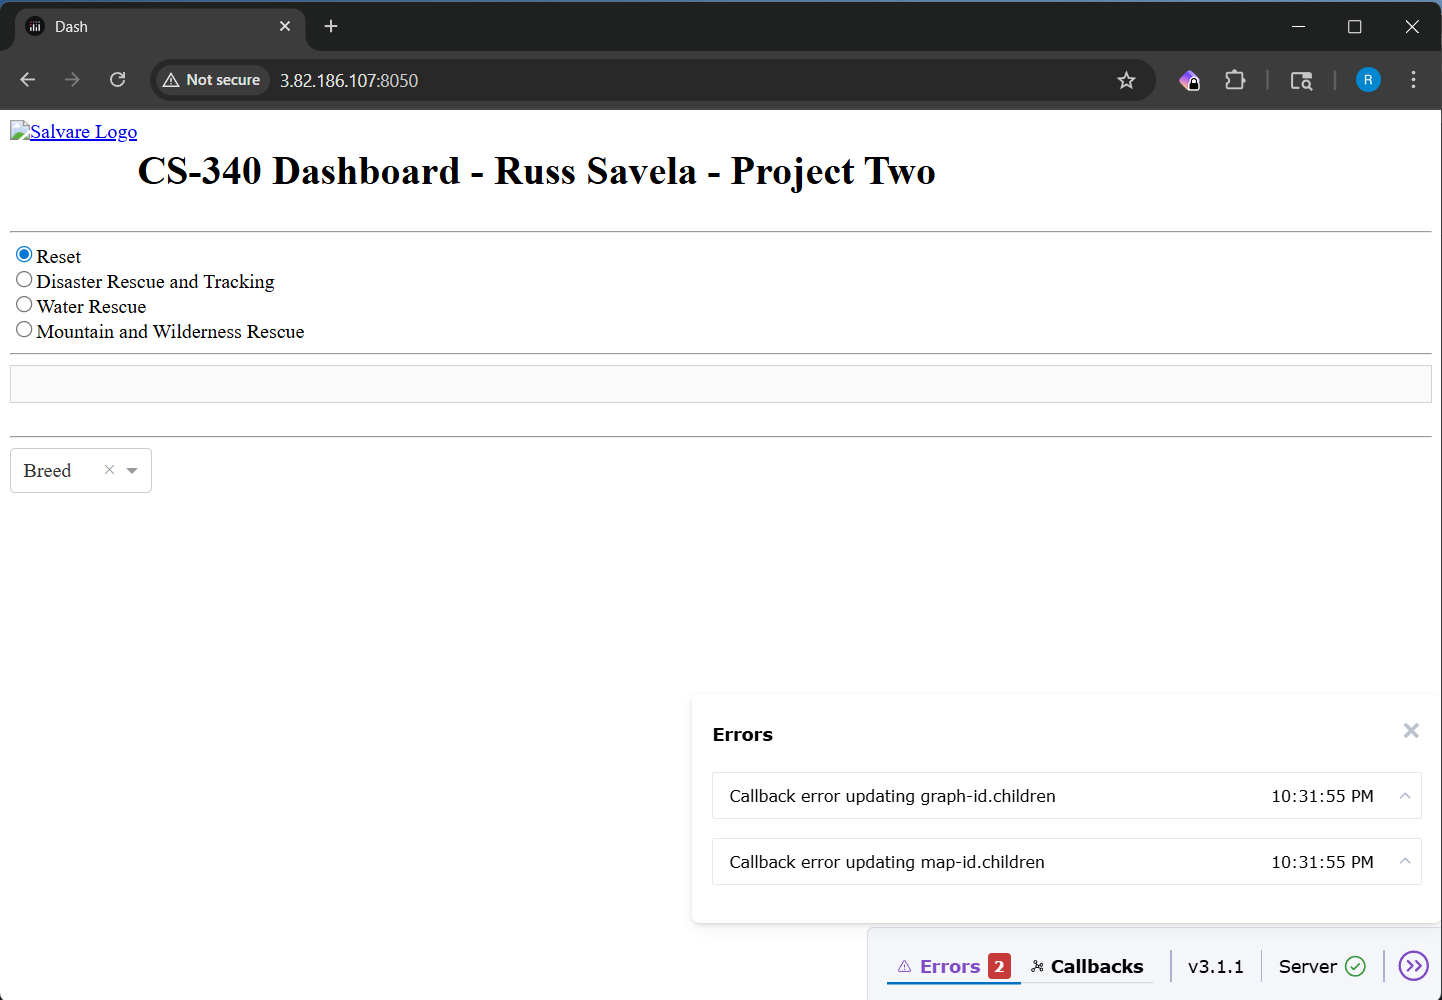 Dash
Not secure
3.82.186.107:8050
R
Salvare Logo
CS-340 Dashboard - Russ Savela - Project Two
Reset
Disaster Rescue and Tracking
Water Rescue
Mountain and Wilderness Rescue
Breed
Errors
Callback error updating graph-id.children 10:31:55 PM
Callback error updating map-id.children 10:31:55 PM
Errors 2 Callbacks v3.1.1 Server